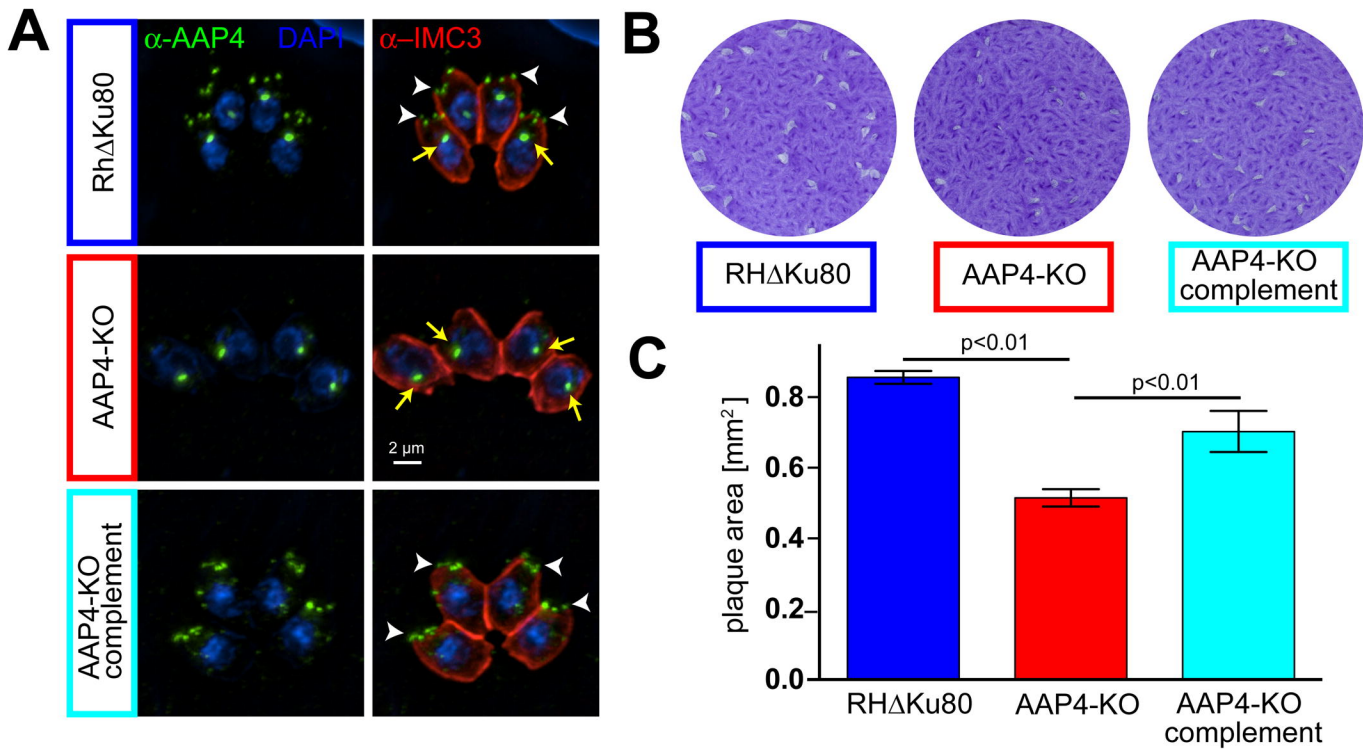 A
α-AAP4 DAPI α–IMC3
RhΔKu80
AAP4-KO
2 µm
AAP4-KO
complement
B
RHΔKu80
AAP4-KO
AAP4-KO
complement
C
plaque area [mm²]
p<0.01
p<0.01
0.8
0.6
0.4
0.2
0.0
RHΔKu80
AAP4-KO
AAP4-KO
complement